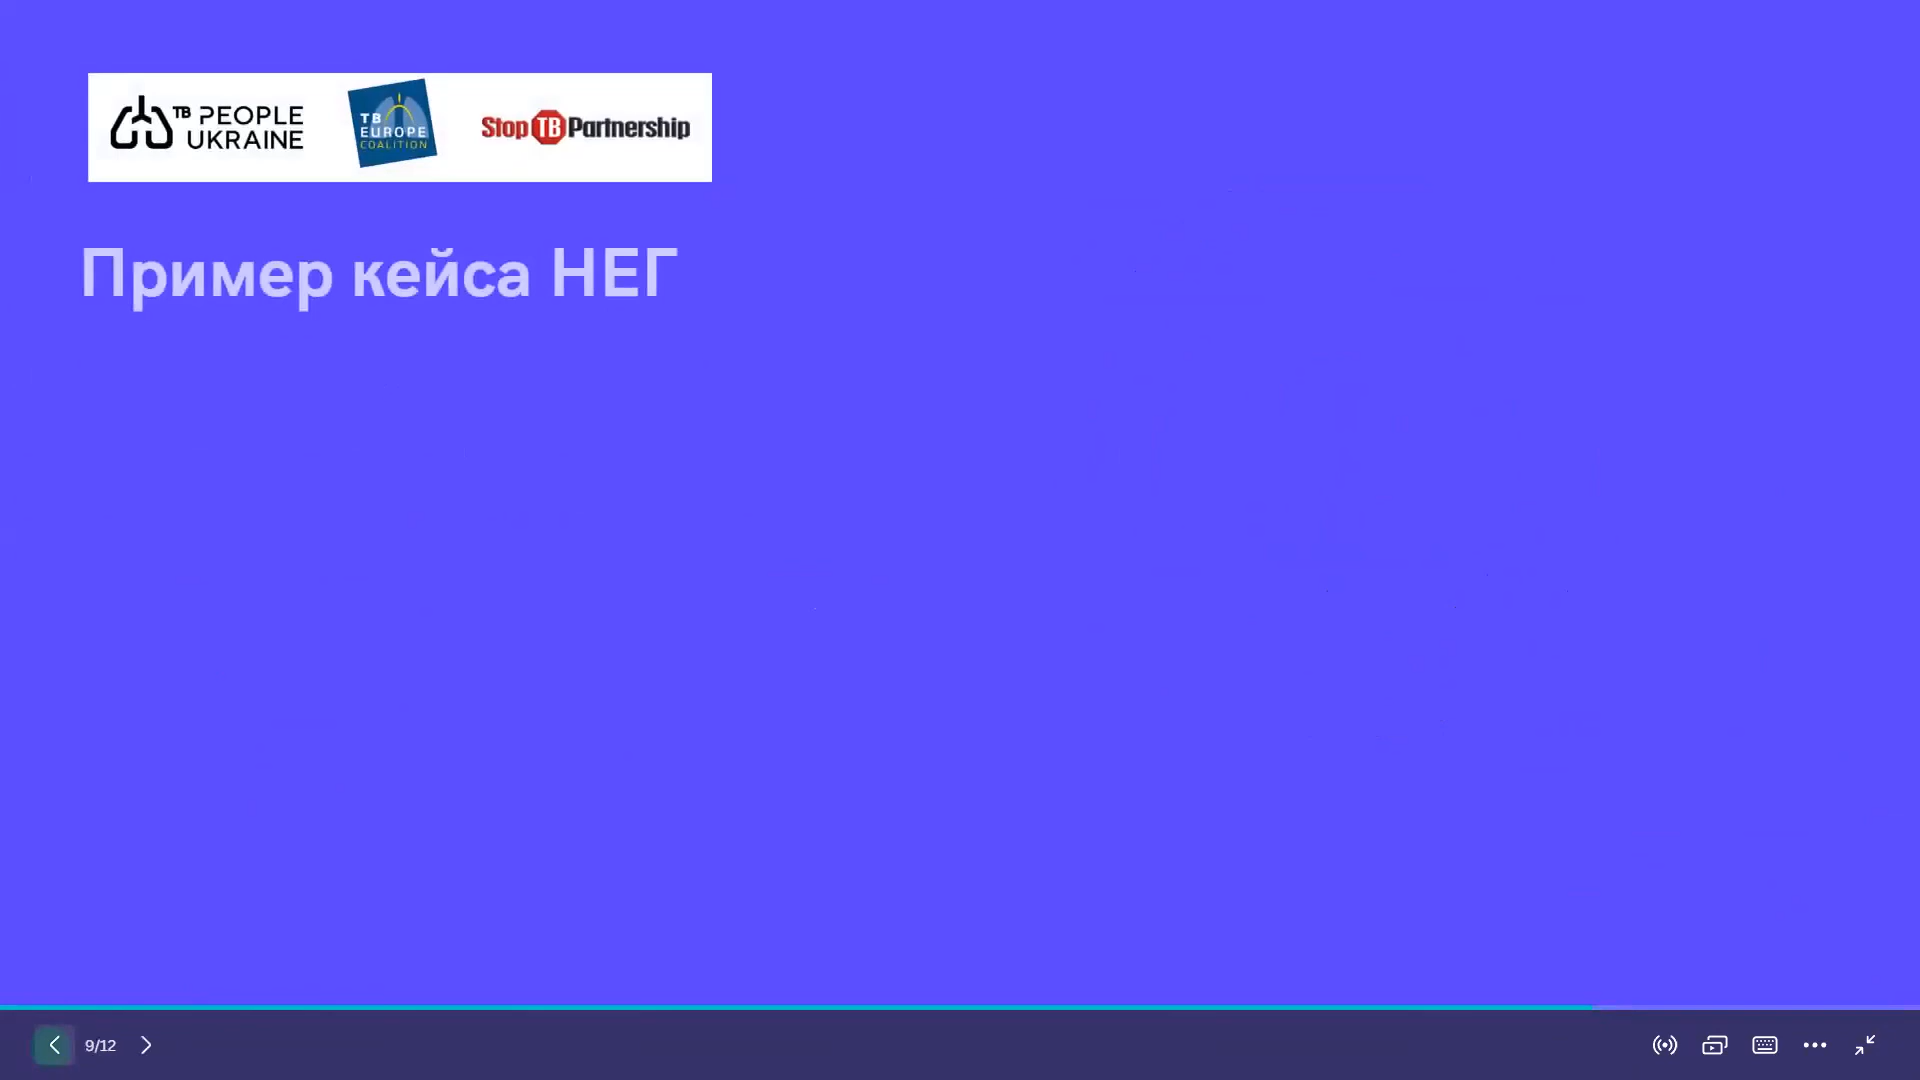 TB PEOPLE
UKRAINE
TB
EUROPE
COALITION
Stop TB Partnership
Пример кейса НЕГ
9/12